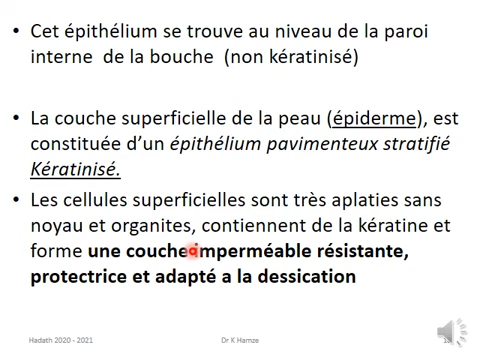 • Cet épithélium se trouve au niveau de la paroi
interne de la bouche (non kératinisé)
• La couche superficielle de la peau (épiderme), est
constituée d’un épithélium pavimenteux stratifié
Kératinisé.
• Les cellules superficielles sont très aplaties sans
noyau et organites, contiennent de la kératine et
forme une couche imperméable résistante,
protectrice et adapté a la dessication
Hadath 2020 - 2021
Dr K Hamze